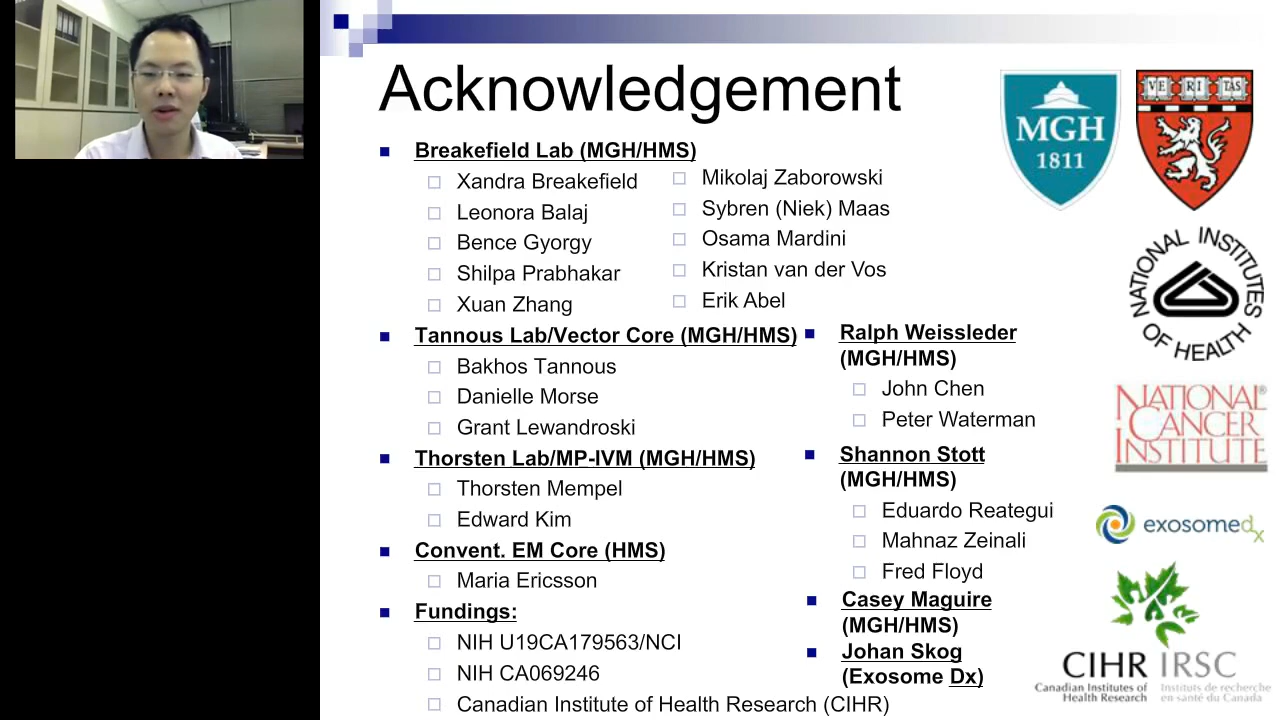 Acknowledgement
Breakefield Lab (MGH/HMS)
Xandra Breakefield
Leonora Balaj
Bence Gyorgy
Shilpa Prabhakar
Xuan Zhang
Mikolaj Zaborowski
Sybren (Niek) Maas
Osama Mardini
Kristan van der Vos
Erik Abel
Tannous Lab/Vector Core (MGH/HMS)
Bakhos Tannous
Danielle Morse
Grant Lewandroski
Thorsten Lab/MP-IVM (MGH/HMS)
Thorsten Mempel
Edward Kim
Convent. EM Core (HMS)
Maria Ericsson
Fundings:
NIH U19CA179563/NCI
NIH CA069246
Canadian Institute of Health Research (CIHR)
Ralph Weissleder
(MGH/HMS)
John Chen
Peter Waterman
Shannon Stott
(MGH/HMS)
Eduardo Reategui
Mahnaz Zeinali
Fred Floyd
Casey Maguire
(MGH/HMS)
Johan Skog
(Exosome Dx)
MGH
1811
VE RI TAS
NATIONAL INSTITUTES
OF HEALTH
NATIONAL
CANCER
INSTITUTE
exosomedx
CIHR IRSC
Canadian Institutes of
Health Research
Instituts de recherche
en santé du Canada